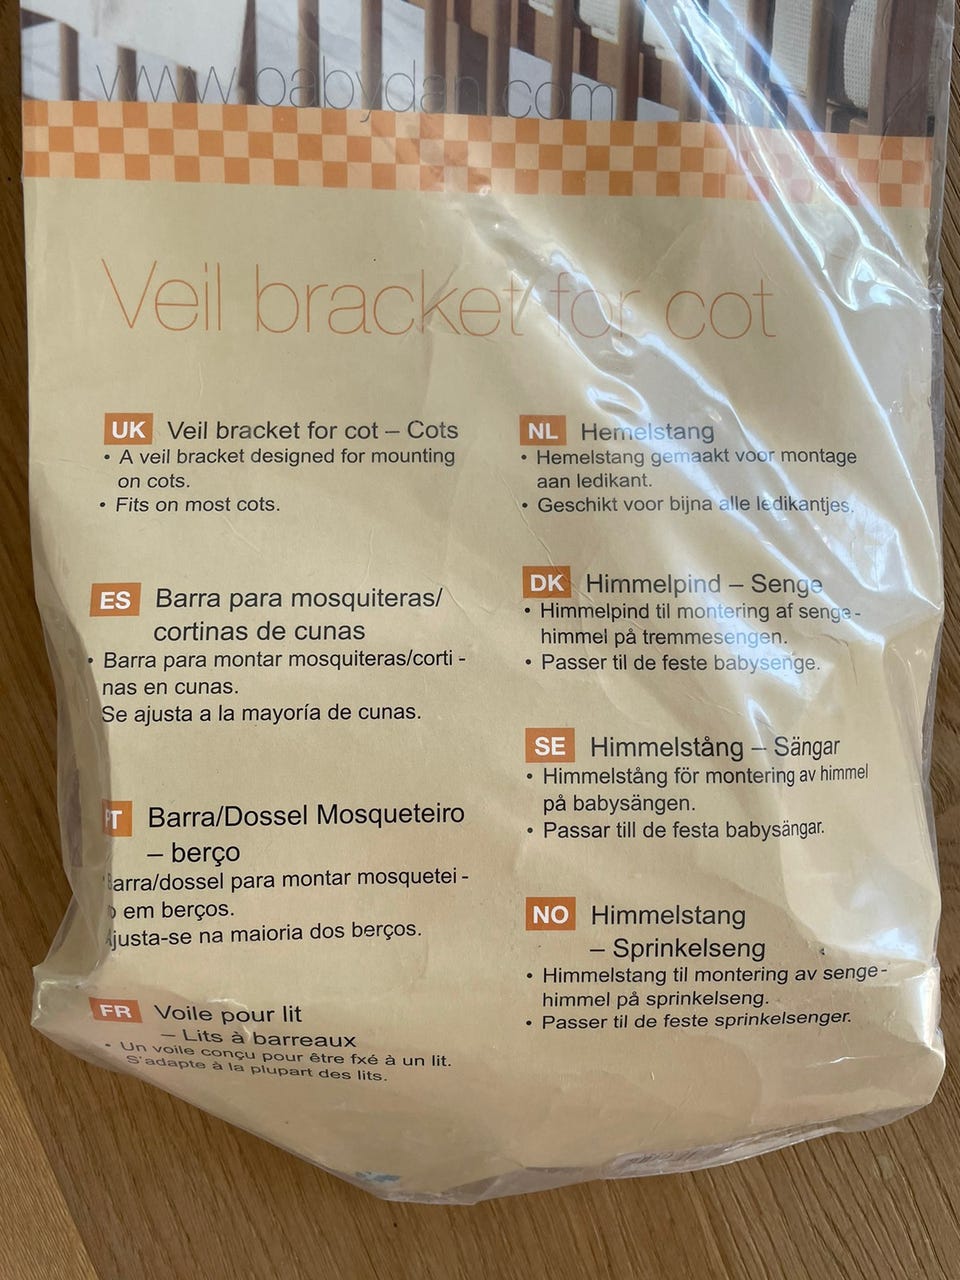 www.babydan.com
Veil bracket for cot
UK Veil bracket for cot – Cots
• A veil bracket designed for mounting
on cots.
• Fits on most cots.
ES Barra para mosquiteras/
cortinas de cunas
• Barra para montar mosquiteras/corti -
nas en cunas.
Se ajusta a la mayoría de cunas.
PT Barra/Dossel Mosqueteiro
– berço
Barra/dossel para montar mosquetei -
o em berços.
Ajusta-se na maioria dos berços.
FR Voile pour lit
– Lits à barreaux
• Un voile conçu pour être fxé à un lit.
S'adapte à la plupart des lits.
NL Hemelstang
• Hemelstang gemaakt voor montage
aan ledikant.
• Geschikt voor bijna alle ledikantjes.
DK Himmelpind – Senge
• Himmelpind til montering af senge -
himmel på tremmesengen.
• Passer til de feste babysenge.
SE Himmelstång – Sängar
• Himmelstång för montering av himmel
på babysängen.
• Passar till de festa babysängar.
NO Himmelstang
– Sprinkelseng
• Himmelstang til montering av senge -
himmel på sprinkelseng.
• Passer til de feste sprinkelsenger.